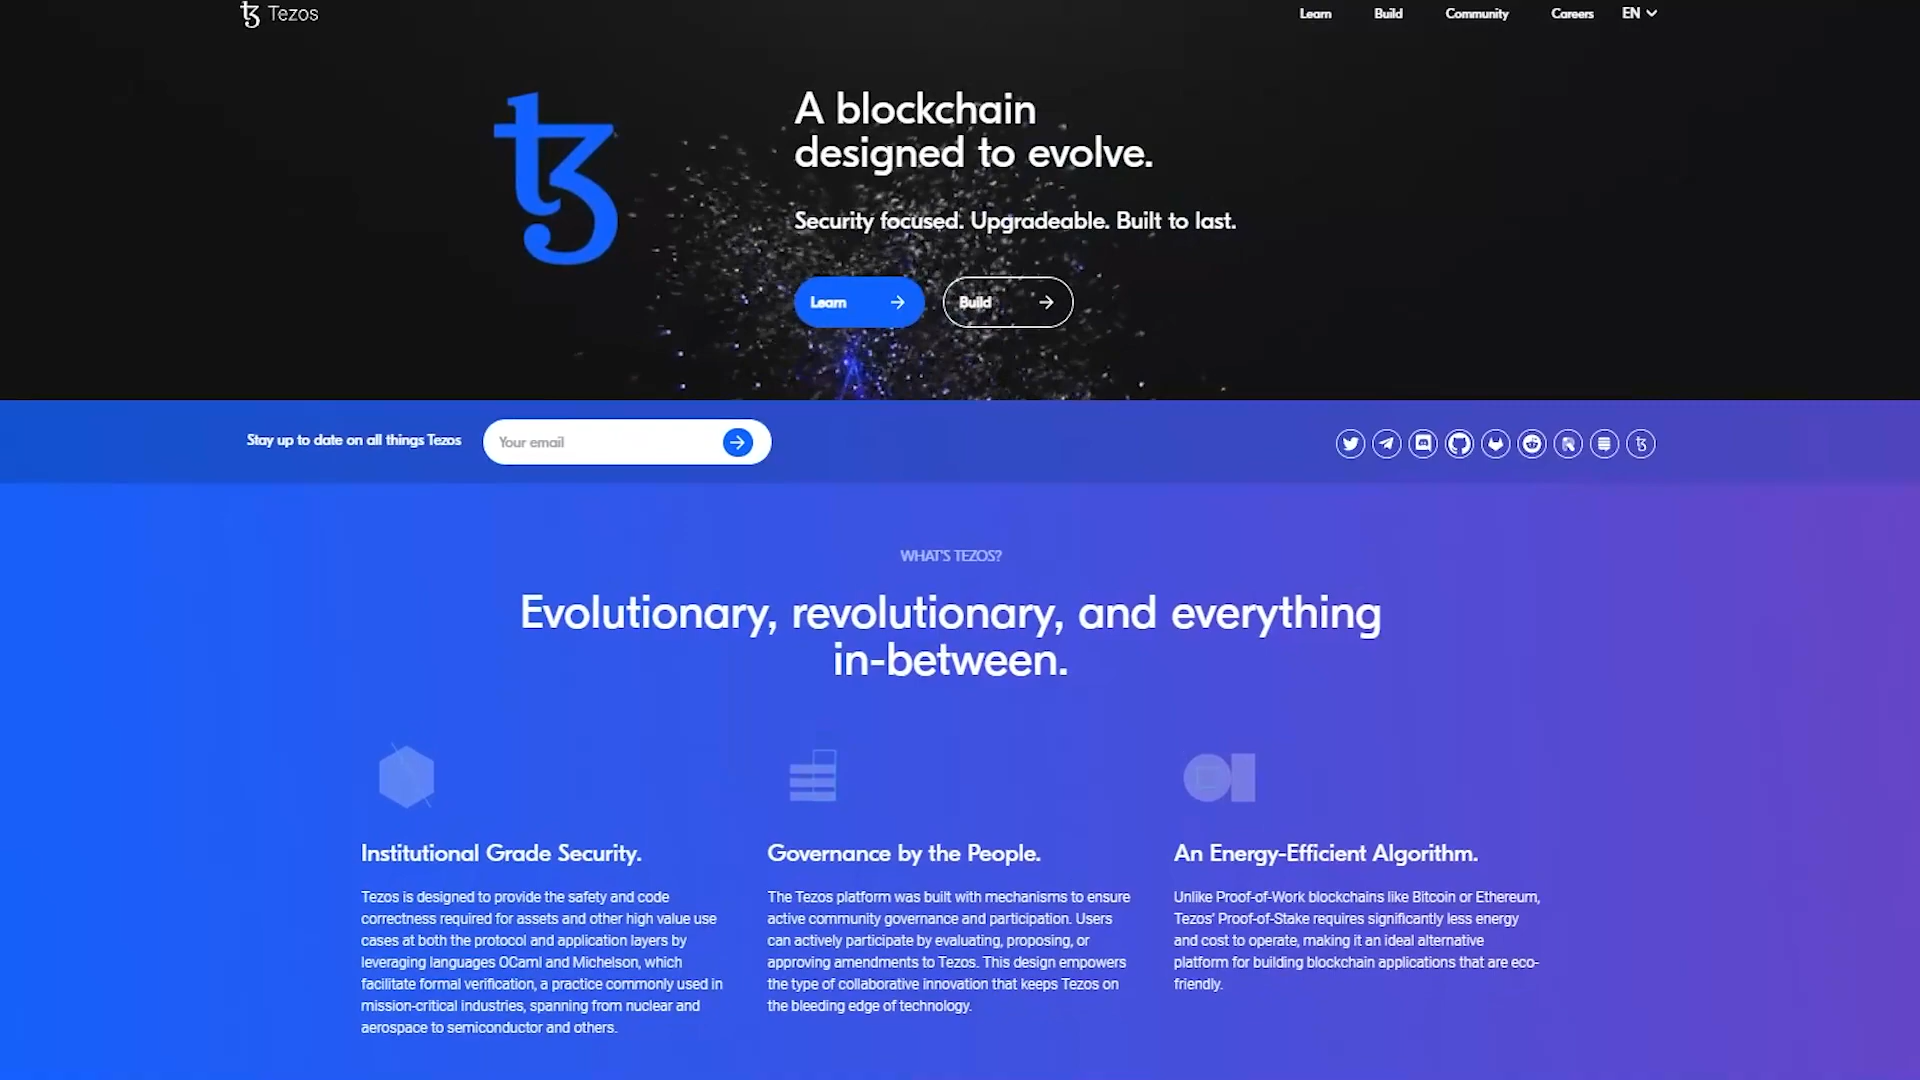 Tezos
Learn
Build
Community
Careers
EN
A blockchain
designed to evolve.
Security focused. Upgradeable. Built to last.
Learn
Build
Stay up to date on all things Tezos
Your email
WHAT'S TEZOS?
Evolutionary, revolutionary, and everything
in-between.
Institutional Grade Security.
Tezos is designed to provide the safety and code
correctness required for assets and other high value use
cases at both the protocol and application layers by
leveraging languages OCaml and Michelson, which
facilitate formal verification, a practice commonly used in
mission-critical industries, spanning from nuclear and
aerospace to semiconductor and others.
Governance by the People.
The Tezos platform was built with mechanisms to ensure
active community governance and participation. Users
can actively participate by evaluating, proposing, or
approving amendments to Tezos. This design empowers
the type of collaborative innovation that keeps Tezos on
the bleeding edge of technology.
An Energy-Efficient Algorithm.
Unlike Proof-of-Work blockchains like Bitcoin or Ethereum,
Tezos' Proof-of-Stake requires significantly less energy
and cost to operate, making it an ideal alternative
platform for building blockchain applications that are eco-
friendly.